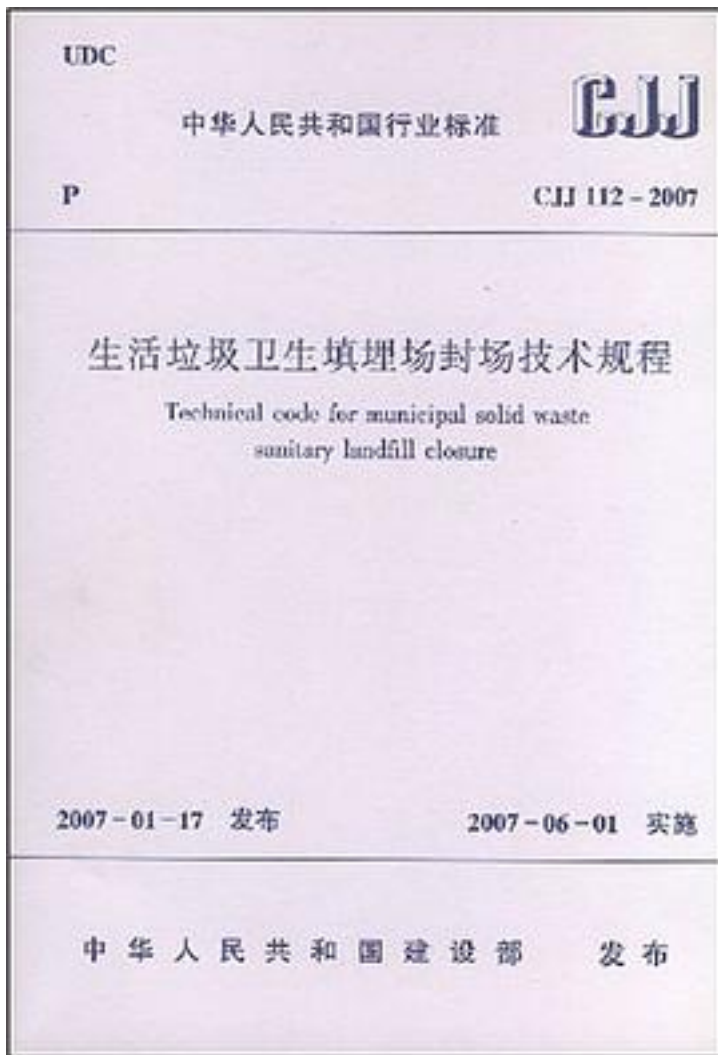 UDC
中华人民共和国行业标准
CJJ
P
CJJ 112-2007
生活垃圾卫生填埋场封场技术规程
Technical code for municipal solid waste
sanitary landfill closure
2007-01-17 发布
2007-06-01 实施
中华人民共和国建设部 发布